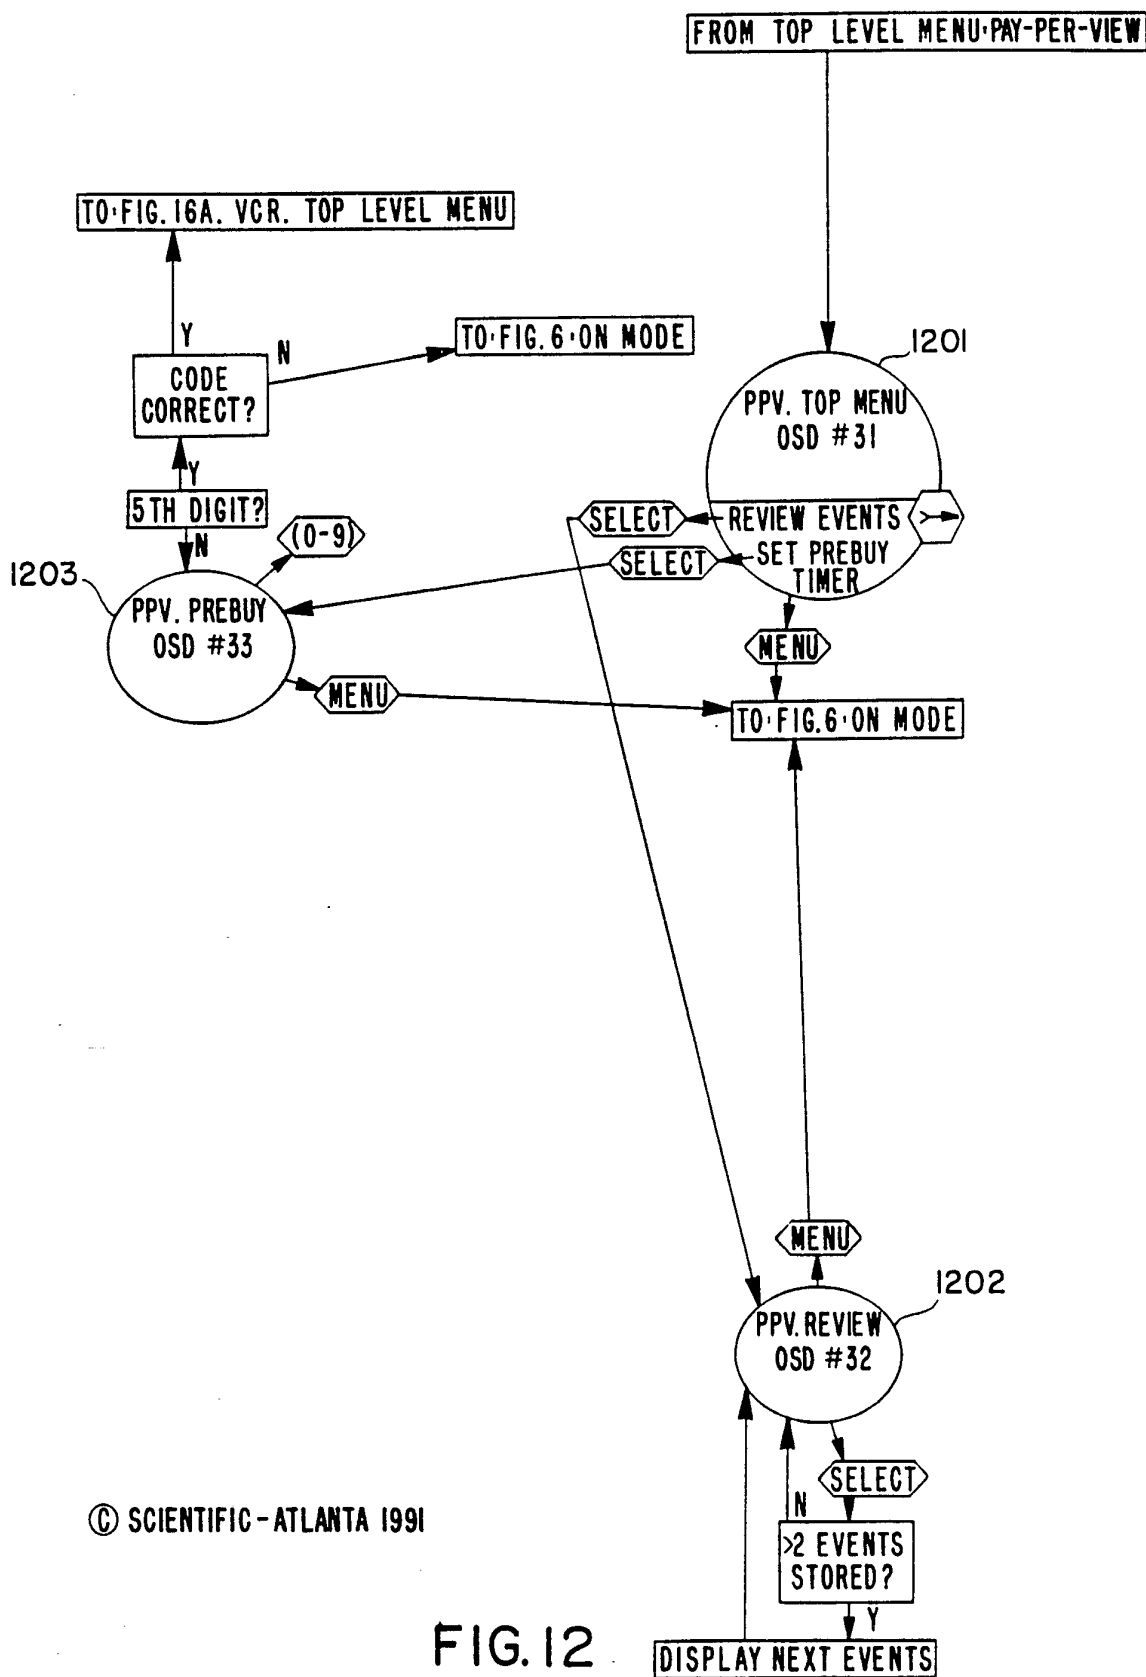 FROM TOP LEVEL MENU·PAY-PER-VIEW
TO·FIG.16A. VCR. TOP LEVEL MENU
Y
N
TO·FIG.6·ON MODE
CODE
CORRECT?
1201
PPV. TOP MENU
OSD #31
Y
5TH DIGIT?
N
(0-9)
SELECT
REVIEW EVENTS
SELECT
SET PREBUY
TIMER
1203
PPV. PREBUY
OSD #33
MENU
MENU
TO·FIG.6·ON MODE
MENU
1202
PPV. REVIEW
OSD #32
SELECT
N
>2 EVENTS
STORED?
Y
DISPLAY NEXT EVENTS
© SCIENTIFIC-ATLANTA 1991
FIG.12